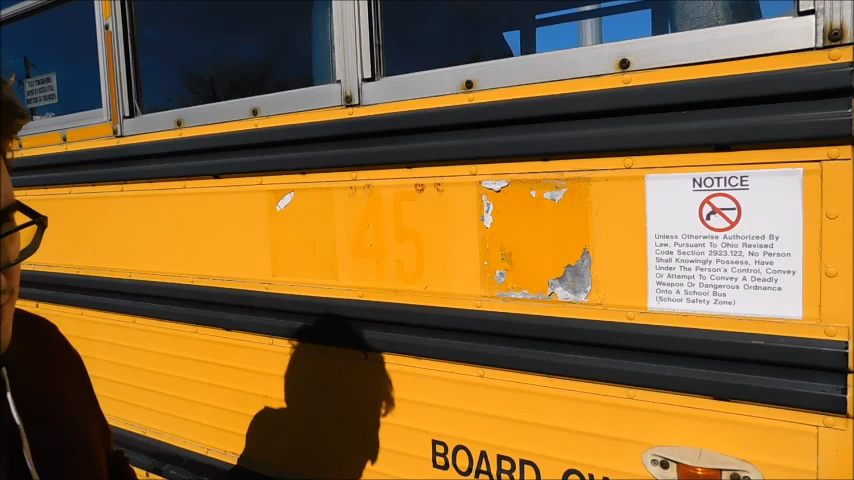 45
NOTICE
Unless Otherwise Authorized By
Law, Pursuant To Ohio Revised
Code Section 2923.122, No Person
Shall Knowingly Possess, Have
Under The Person's Control, Convey
Or Attempt To Convey A Deadly
Weapon Or Dangerous Ordnance
Onto A School Bus
(School Safety Zone)
BOARD